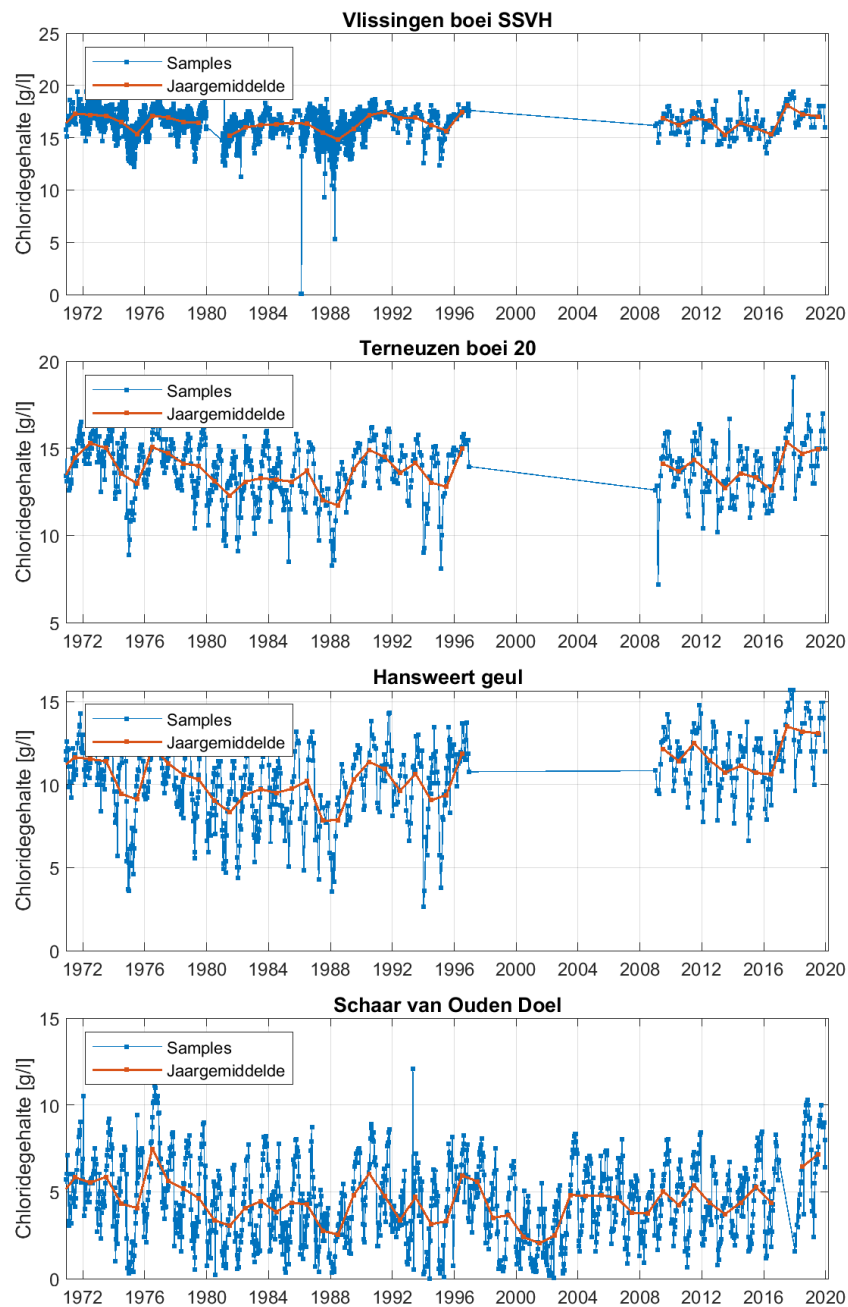 Vlissingen boei SSVH
25
20
15
10
5
0
Chloridegehalte [g/l]
Samples
Jaargemiddelde
1972 1976 1980 1984 1988 1992 1996 2000 2004 2008 2012 2016 2020
Terneuzen boei 20
20
15
10
5
Chloridegehalte [g/l]
Samples
Jaargemiddelde
1972 1976 1980 1984 1988 1992 1996 2000 2004 2008 2012 2016 2020
Hansweert geul
15
10
5
0
Chloridegehalte [g/l]
Samples
Jaargemiddelde
1972 1976 1980 1984 1988 1992 1996 2000 2004 2008 2012 2016 2020
Schaar van Ouden Doel
15
10
5
0
Chloridegehalte [g/l]
Samples
Jaargemiddelde
1972 1976 1980 1984 1988 1992 1996 2000 2004 2008 2012 2016 2020